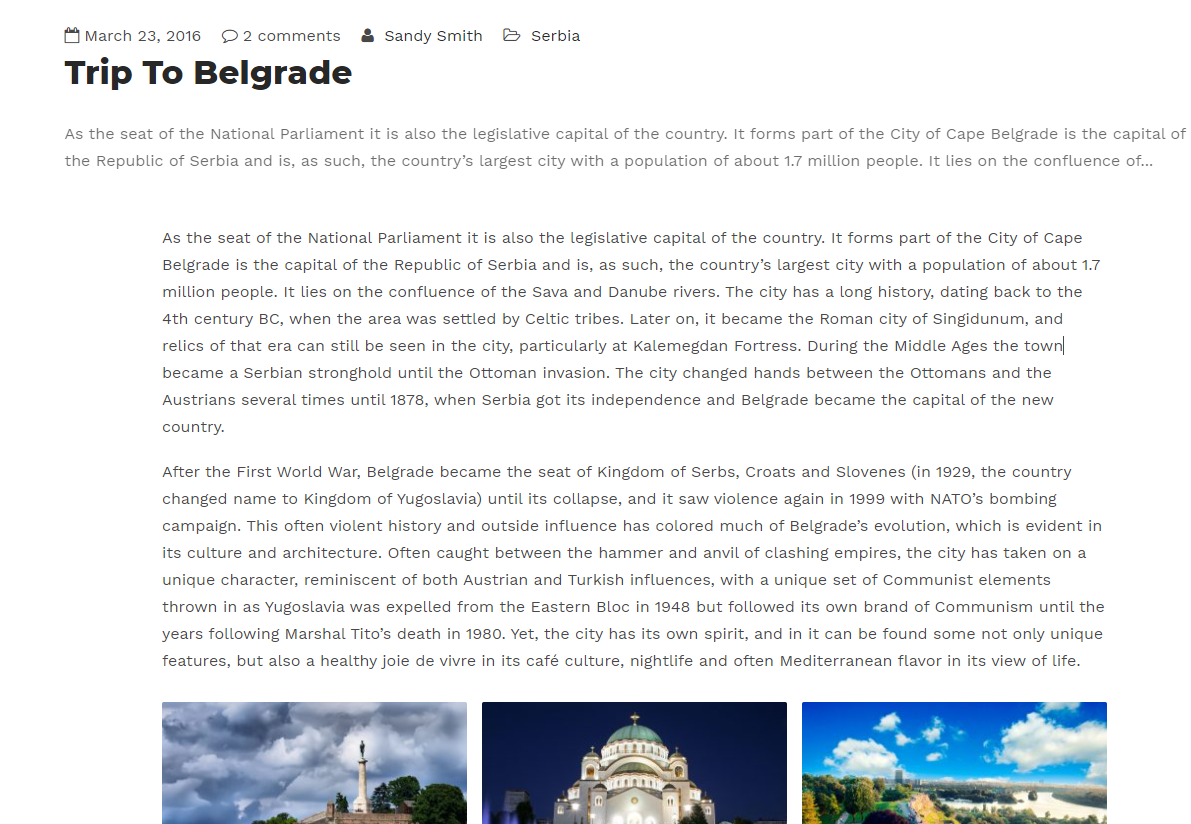 March 23, 2016 2 comments Sandy Smith Serbia
Trip To Belgrade
As the seat of the National Parliament it is also the legislative capital of the country. It forms part of the City of Cape Belgrade is the capital of
the Republic of Serbia and is, as such, the country’s largest city with a population of about 1.7 million people. It lies on the confluence of...
As the seat of the National Parliament it is also the legislative capital of the country. It forms part of the City of Cape
Belgrade is the capital of the Republic of Serbia and is, as such, the country’s largest city with a population of about 1.7
million people. It lies on the confluence of the Sava and Danube rivers. The city has a long history, dating back to the
4th century BC, when the area was settled by Celtic tribes. Later on, it became the Roman city of Singidunum, and
relics of that era can still be seen in the city, particularly at Kalemegdan Fortress. During the Middle Ages the town
became a Serbian stronghold until the Ottoman invasion. The city changed hands between the Ottomans and the
Austrians several times until 1878, when Serbia got its independence and Belgrade became the capital of the new
country.
After the First World War, Belgrade became the seat of Kingdom of Serbs, Croats and Slovenes (in 1929, the country
changed name to Kingdom of Yugoslavia) until its collapse, and it saw violence again in 1999 with NATO’s bombing
campaign. This often violent history and outside influence has colored much of Belgrade’s evolution, which is evident in
its culture and architecture. Often caught between the hammer and anvil of clashing empires, the city has taken on a
unique character, reminiscent of both Austrian and Turkish influences, with a unique set of Communist elements
thrown in as Yugoslavia was expelled from the Eastern Bloc in 1948 but followed its own brand of Communism until the
years following Marshal Tito’s death in 1980. Yet, the city has its own spirit, and in it can be found some not only unique
features, but also a healthy joie de vivre in its café culture, nightlife and often Mediterranean flavor in its view of life.